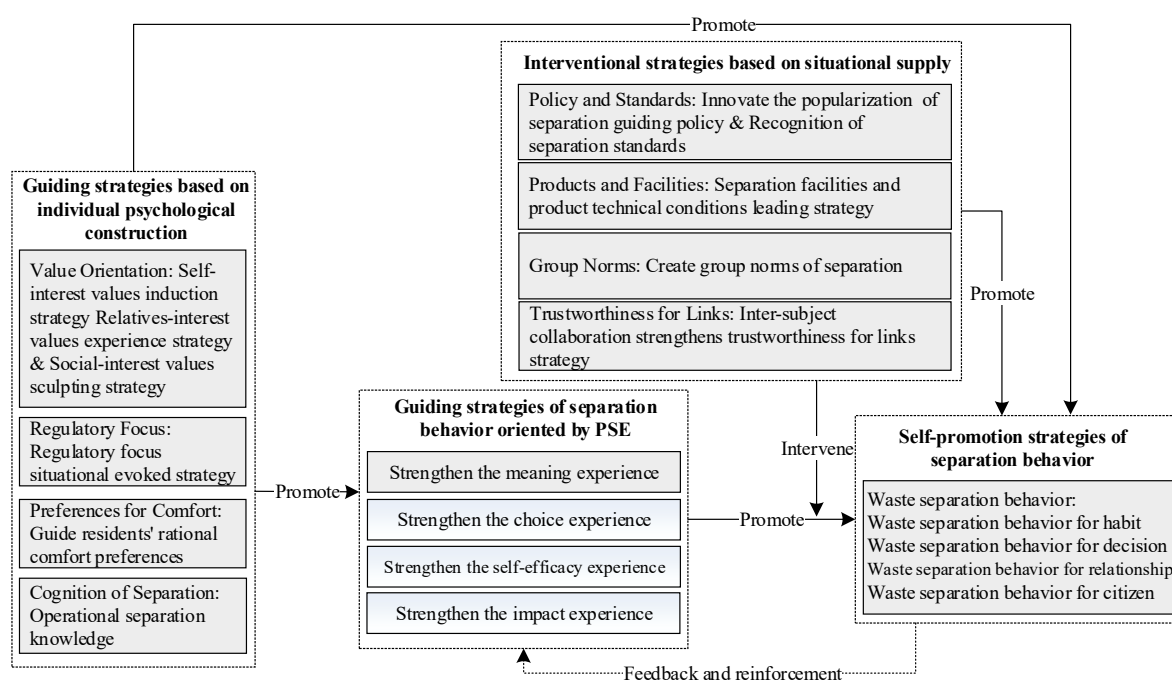 Promote
Interventional strategies based on situational supply
Policy and Standards: Innovate the popularization of
separation guiding policy & Recognition of
separation standards
Products and Facilities: Separation facilities and
product technical conditions leading strategy
Group Norms: Create group norms of separation
Trustworthiness for Links: Inter-subject
collaboration strengthens trustworthiness for links
strategy
Guiding strategies based on
individual psychological
construction
Value Orientation: Self-
interest values induction
strategy Relatives-interest
values experience strategy
& Social-interest values
sculpting strategy
Regulatory Focus:
Regulatory focus
situational evoked strategy
Preferences for Comfort:
Guide residents' rational
comfort preferences
Cognition of Separation:
Operational separation
knowledge
Promote
Guiding strategies of separation
behavior oriented by PSE
Strengthen the meaning experience
Strengthen the choice experience
Strengthen the self-efficacy experience
Strengthen the impact experience
Intervene
Promote
Promote
Self-promotion strategies of
separation behavior
Waste separation behavior:
Waste separation behavior for habit
Waste separation behavior for decision
Waste separation behavior for relationship
Waste separation behavior for citizen
Feedback and reinforcement